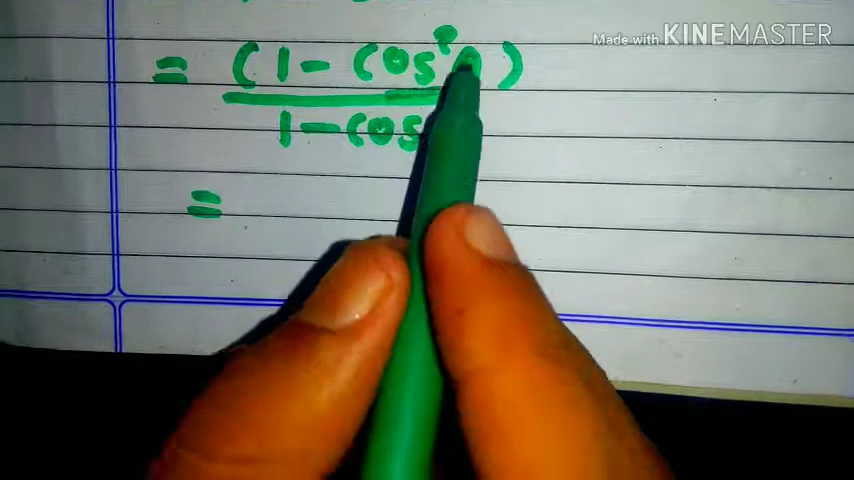 Made with KINEMASTER
= (1 - cos²θ)
1 - cos
=